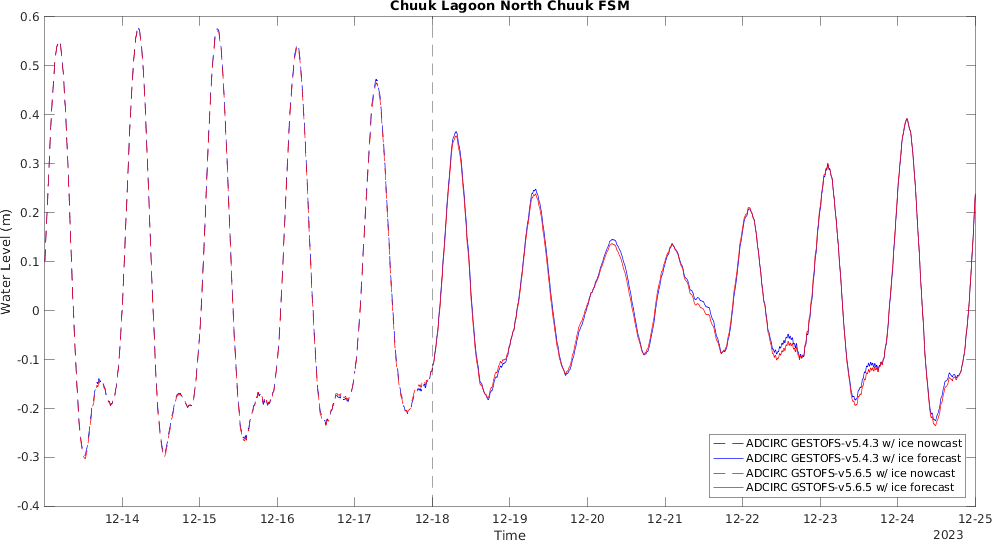 Chuuk Lagoon North Chuuk FSM
Water Level (m)
0.6
0.5
0.4
0.3
0.2
0.1
0
-0.1
-0.2
-0.3
-0.4
ADCIRC GESTOFS-v5.4.3 w/ ice nowcast
ADCIRC GESTOFS-v5.4.3 w/ ice forecast
ADCIRC GSTOFS-v5.6.5 w/ ice nowcast
ADCIRC GSTOFS-v5.6.5 w/ ice forecast
12-14 12-15 12-16 12-17 12-18 12-19 12-20 12-21 12-22 12-23 12-24 12-25
Time
2023